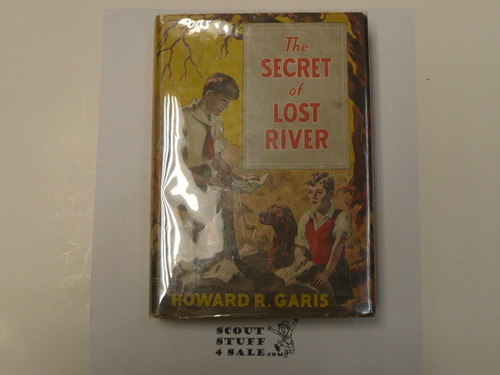 The
SECRET
of
LOST
RIVER
HOWARD R. GARIS
SCOUT
STUFF
4 SALE.com